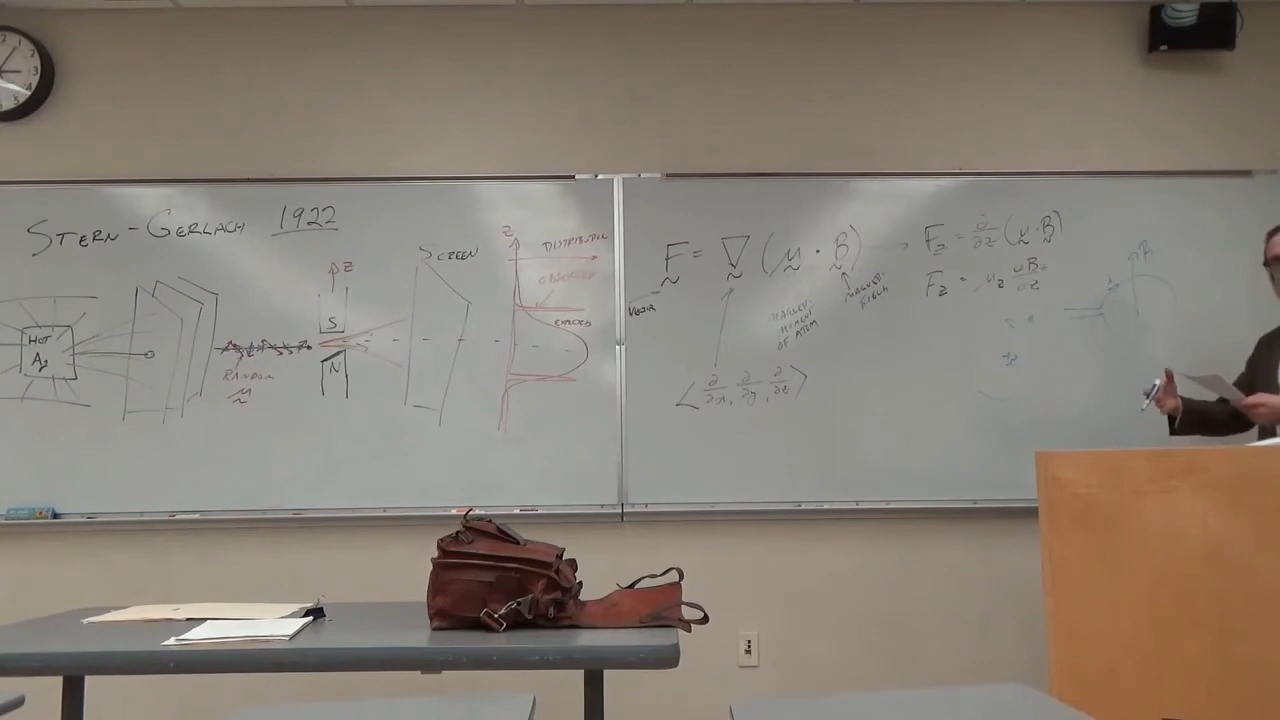 STERN-GERLACH 1922
HOT
Ag
RANDOM
μ
Z
S
N
SCREEN
Z
DISTRIBUTION
OBSERVED
EXPECTED
F = ∇ (μ · B)
VECTOR
MAGNETIC
MOMENT
OF ATOM
MAGNETIC
FIELD
⟨∂/∂x, ∂/∂y, ∂/∂z⟩
F_z = ∂/∂z (μ · B)
F_z = μ_z ∂B_z/∂z
B